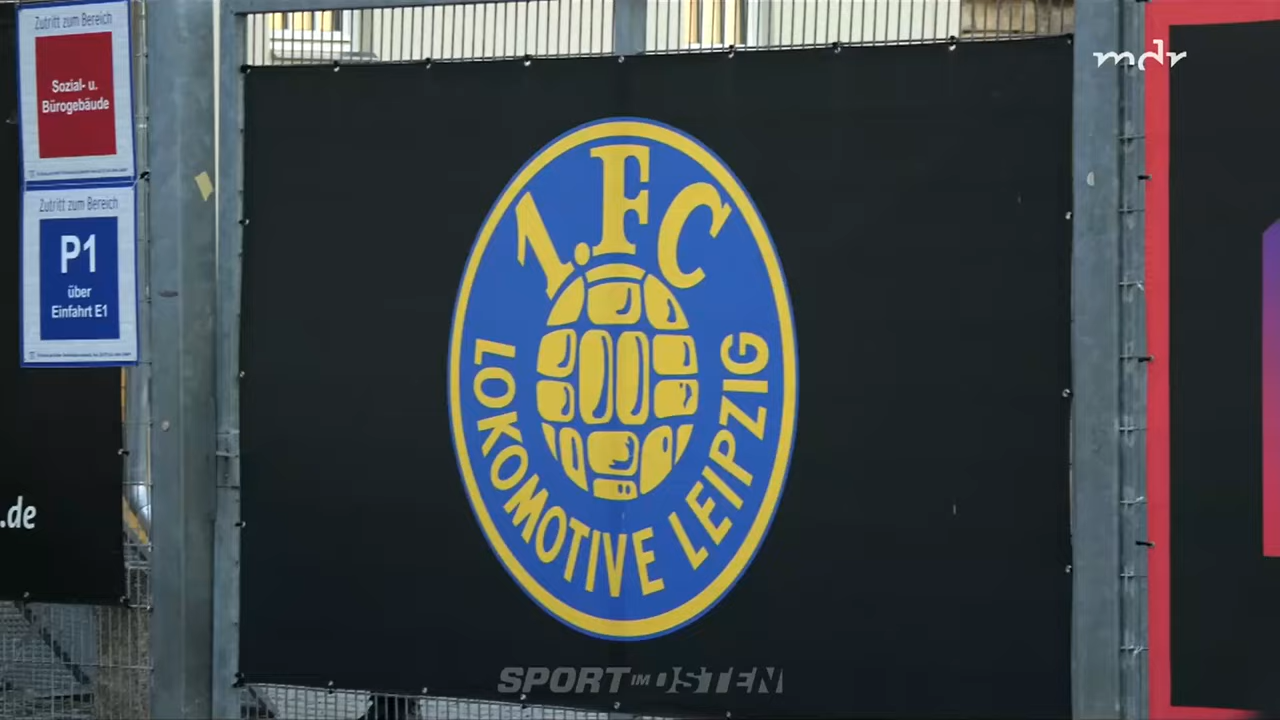 Zutritt zum Bereich
Sozial- u.
Bürogebäude
Zutritt zum Bereich
P1
über
Einfahrt E1
.de
1.FC
LOKOMOTIVE LEIPZIG
mdr
SPORT IM OSTEN